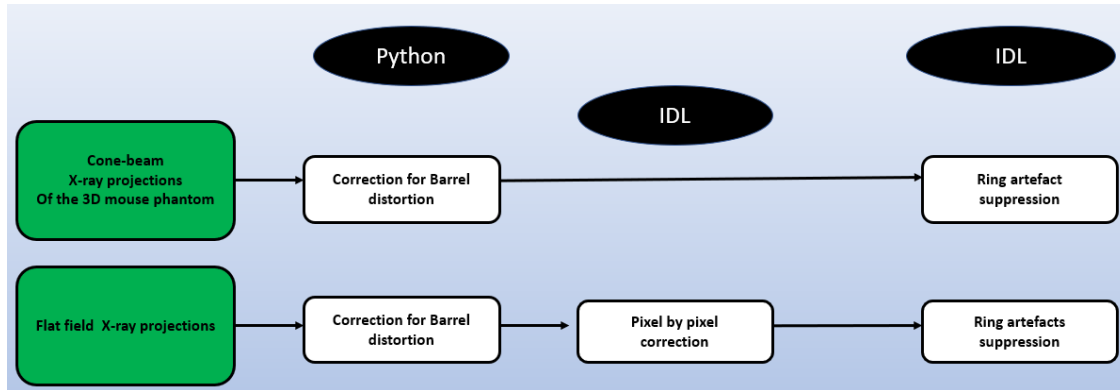 Python
IDL
IDL
Cone-beam
X-ray projections
Of the 3D mouse phantom
Correction for Barrel
distortion
Ring artefact
suppression
Flat field X-ray projections
Correction for Barrel
distortion
Pixel by pixel
correction
Ring artefacts
suppression